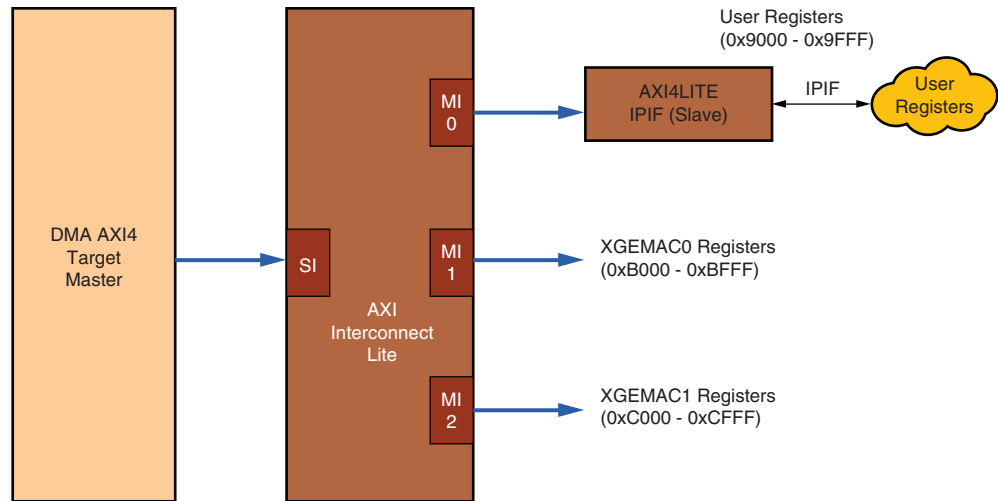 User Registers
(0x9000 - 0x9FFF)
MI
0
AXI4LITE
IPIF (Slave)
IPIF
User
Registers
DMA AXI4
Target
Master
SI
MI
1
XGEMAC0 Registers
(0xB000 - 0xBFFF)
AXI
Interconnect
Lite
MI
2
XGEMAC1 Registers
(0xC000 - 0xCFFF)